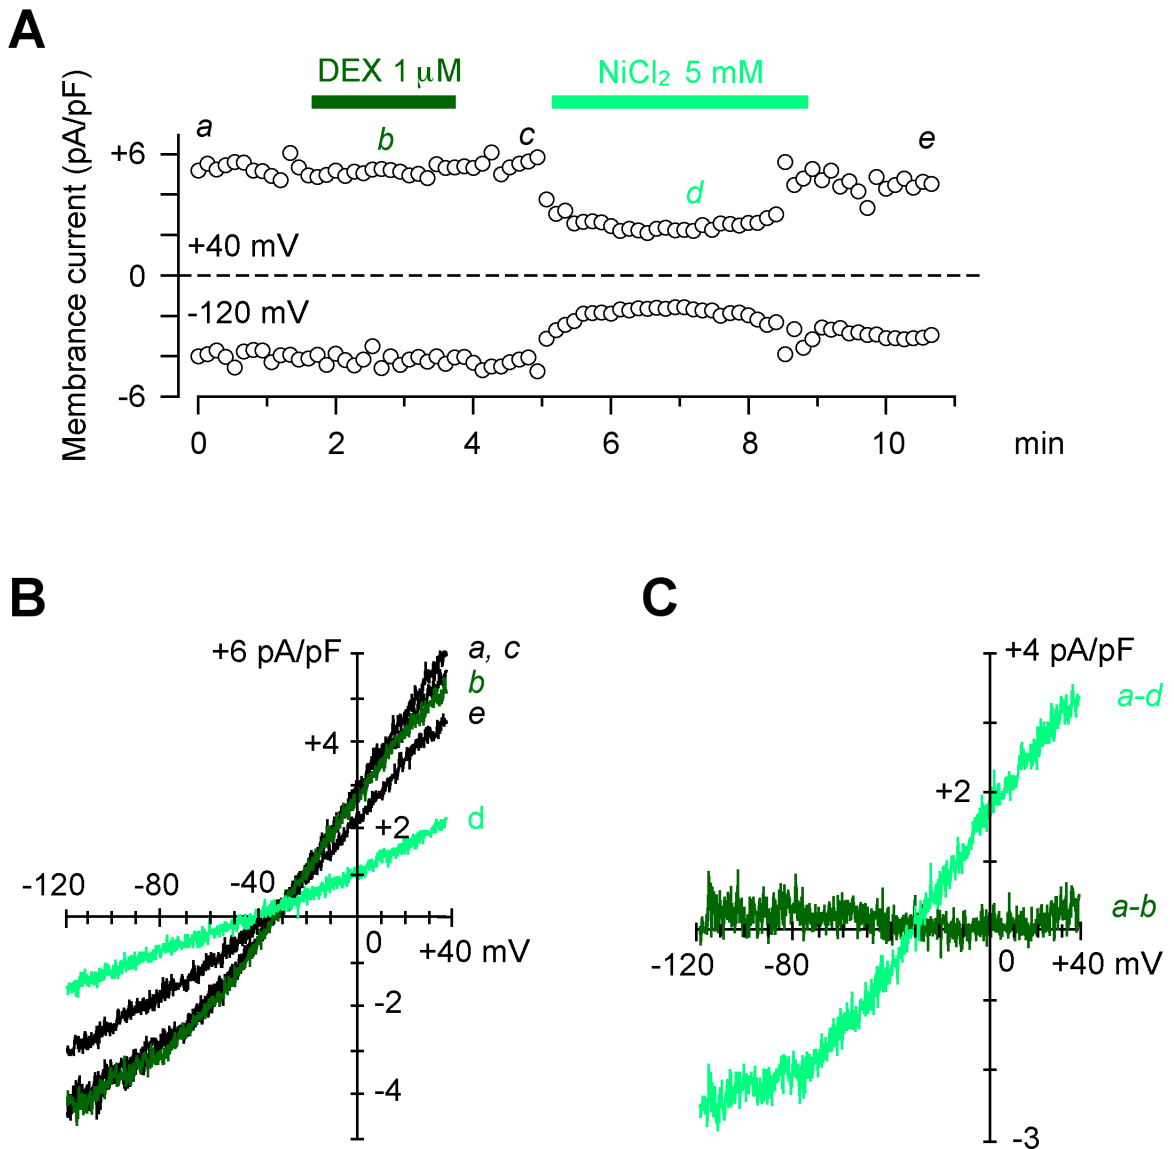 A
DEX 1 µM
NiCl₂ 5 mM
Membrance current (pA/pF)
a
b
c
d
e
+6
+40 mV
0
-120 mV
-6
0
2
4
6
8
10
min
B
+6 pA/pF
a, c
b
e
+4
+2
d
-120
-80
-40
0
+40 mV
-2
-4
C
+4 pA/pF
a-d
+2
a-b
-120
-80
0
+40 mV
-3